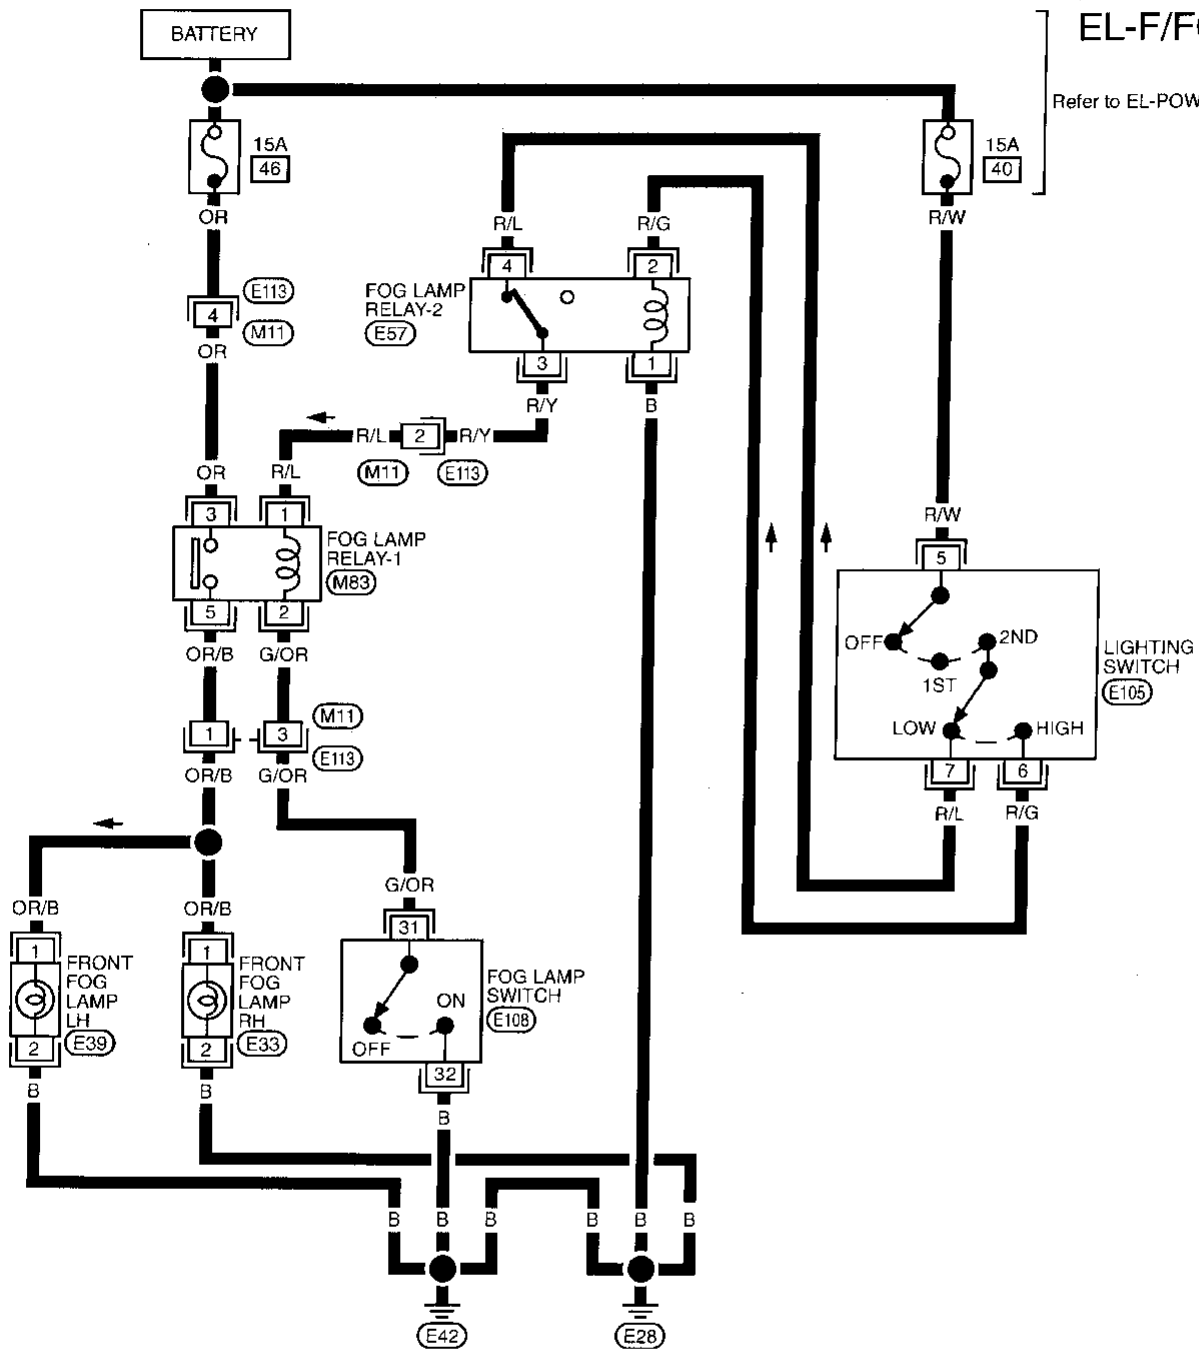 BATTERY
EL-F/F
Refer to EL-POW
15A
46
15A
40
OR
R/L
R/G
R/W
4
2
E113
4
M11
FOG LAMP
RELAY-2
E57
OR
3
1
R/Y
B
R/L
2
R/Y
M11
E113
OR
R/L
3
1
R/W
5
FOG LAMP
RELAY-1
M83
5
2
OR/B
G/OR
OFF
2ND
1ST
LIGHTING
SWITCH
E105
LOW
HIGH
7
6
R/L
R/G
M11
1
3
E113
OR/B
G/OR
OR/B
OR/B
G/OR
31
1
FRONT
FOG
LAMP
LH
E39
2
1
FRONT
FOG
LAMP
RH
E33
2
FOG LAMP
SWITCH
E108
ON
OFF
32
B
B
B
B
B
B
B
B
B
E42
E28